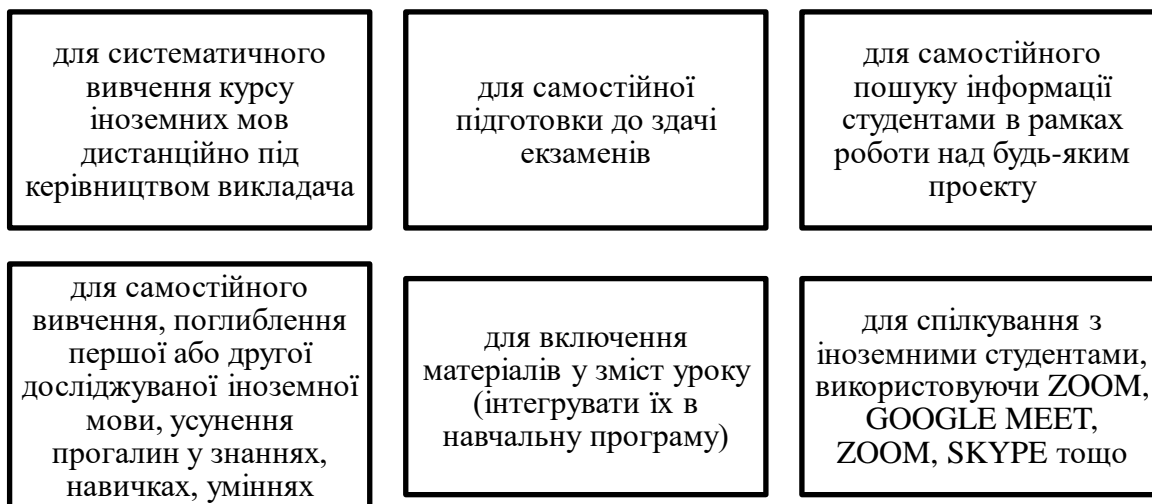 для систематичного
вивчення курсу
іноземних мов
дистанційно під
керівництвом викладача
для самостійної
підготовки до здачі
екзаменів
для самостійного
пошуку інформації
студентами в рамках
роботи над будь-яким
проекту
для самостійного
вивчення, поглиблення
першої або другої
досліджуваної іноземної
мови, усунення
прогалин у знаннях,
навичках, уміннях
для включення
матеріалів у зміст уроку
(інтегрувати їх в
навчальну програму)
для спілкування з
іноземними студентами,
використовуючи ZOOM,
GOOGLE MEET,
ZOOM, SKYPE тощо